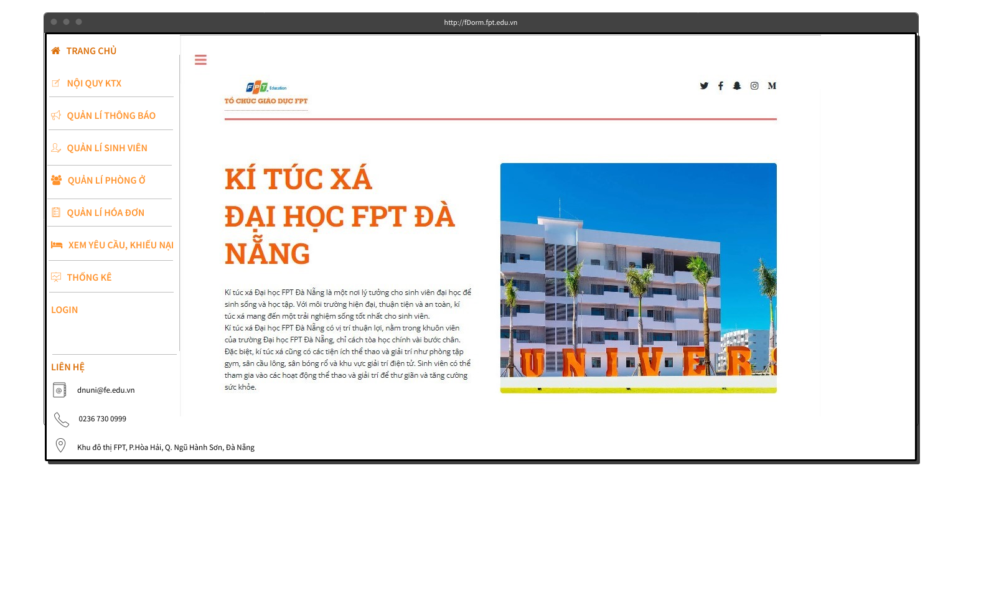 http://fDorm.fpt.edu.vn
TRANG CHỦ
NỘI QUY KTX
QUẢN LÍ THÔNG BÁO
QUẢN LÍ SINH VIÊN
QUẢN LÍ PHÒNG Ở
QUẢN LÍ HÓA ĐƠN
XEM YÊU CẦU, KHIẾU NẠI
THỐNG KÊ
LOGIN
LIÊN HỆ
dnuni@fe.edu.vn
0236 730 0999
Khu đô thị FPT, P.Hòa Hải, Q. Ngũ Hành Sơn, Đà Nẵng
FPT. Education
TỔ CHỨC GIÁO DỤC FPT
KÍ TÚC XÁ
ĐẠI HỌC FPT ĐÀ
NẴNG
Kí túc xá Đại học FPT Đà Nẵng là một nơi lý tưởng cho sinh viên đại học để
sinh sống và học tập. Với môi trường hiện đại, thuận tiện và an toàn, kí
túc xá mang đến một trải nghiệm sống tốt nhất cho sinh viên.
Kí túc xá Đại học FPT Đà Nẵng có vị trí thuận lợi, nằm trong khuôn viên
của trường Đại học FPT Đà Nẵng, chỉ cách tòa học chính vài bước chân.
Đặc biệt, kí túc xá cũng có các tiện ích thể thao và giải trí như phòng tập
gym, sân cầu lông, sân bóng rổ và khu vực giải trí điện tử. Sinh viên có thể
tham gia vào các hoạt động thể thao và giải trí để thư giãn và tăng cường
sức khỏe.
UNIVERS